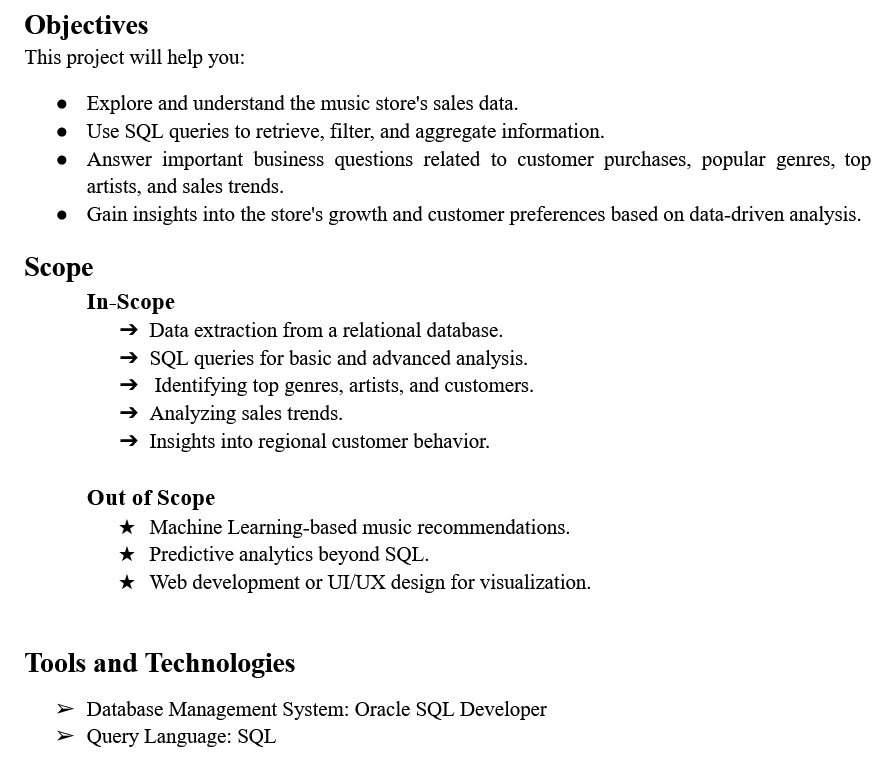 Objectives
This project will help you:
● Explore and understand the music store's sales data.
● Use SQL queries to retrieve, filter, and aggregate information.
● Answer important business questions related to customer purchases, popular genres, top
artists, and sales trends.
● Gain insights into the store's growth and customer preferences based on data-driven analysis.
Scope
In-Scope
➔ Data extraction from a relational database.
➔ SQL queries for basic and advanced analysis.
➔ Identifying top genres, artists, and customers.
➔ Analyzing sales trends.
➔ Insights into regional customer behavior.
Out of Scope
★ Machine Learning-based music recommendations.
★ Predictive analytics beyond SQL.
★ Web development or UI/UX design for visualization.
Tools and Technologies
➢ Database Management System: Oracle SQL Developer
➢ Query Language: SQL